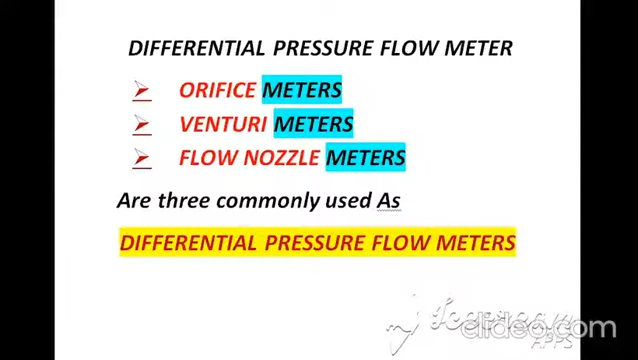 DIFFERENTIAL PRESSURE FLOW METER
ORIFICE METERS
VENTURI METERS
FLOW NOZZLE METERS
Are three commonly used As
DIFFERENTIAL PRESSURE FLOW METERS
clideo.com
APPS